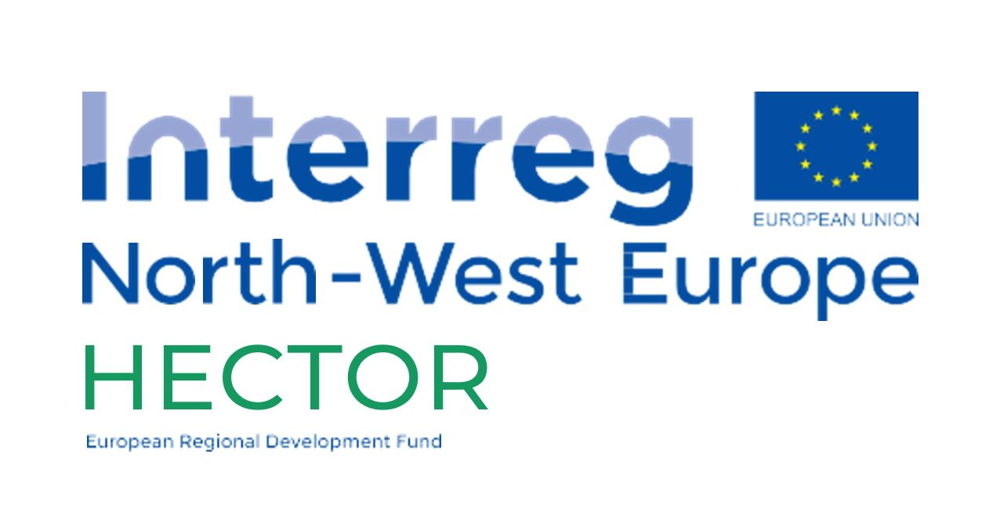 Interreg
EUROPEAN UNION
North-West Europe
HECTOR
European Regional Development Fund